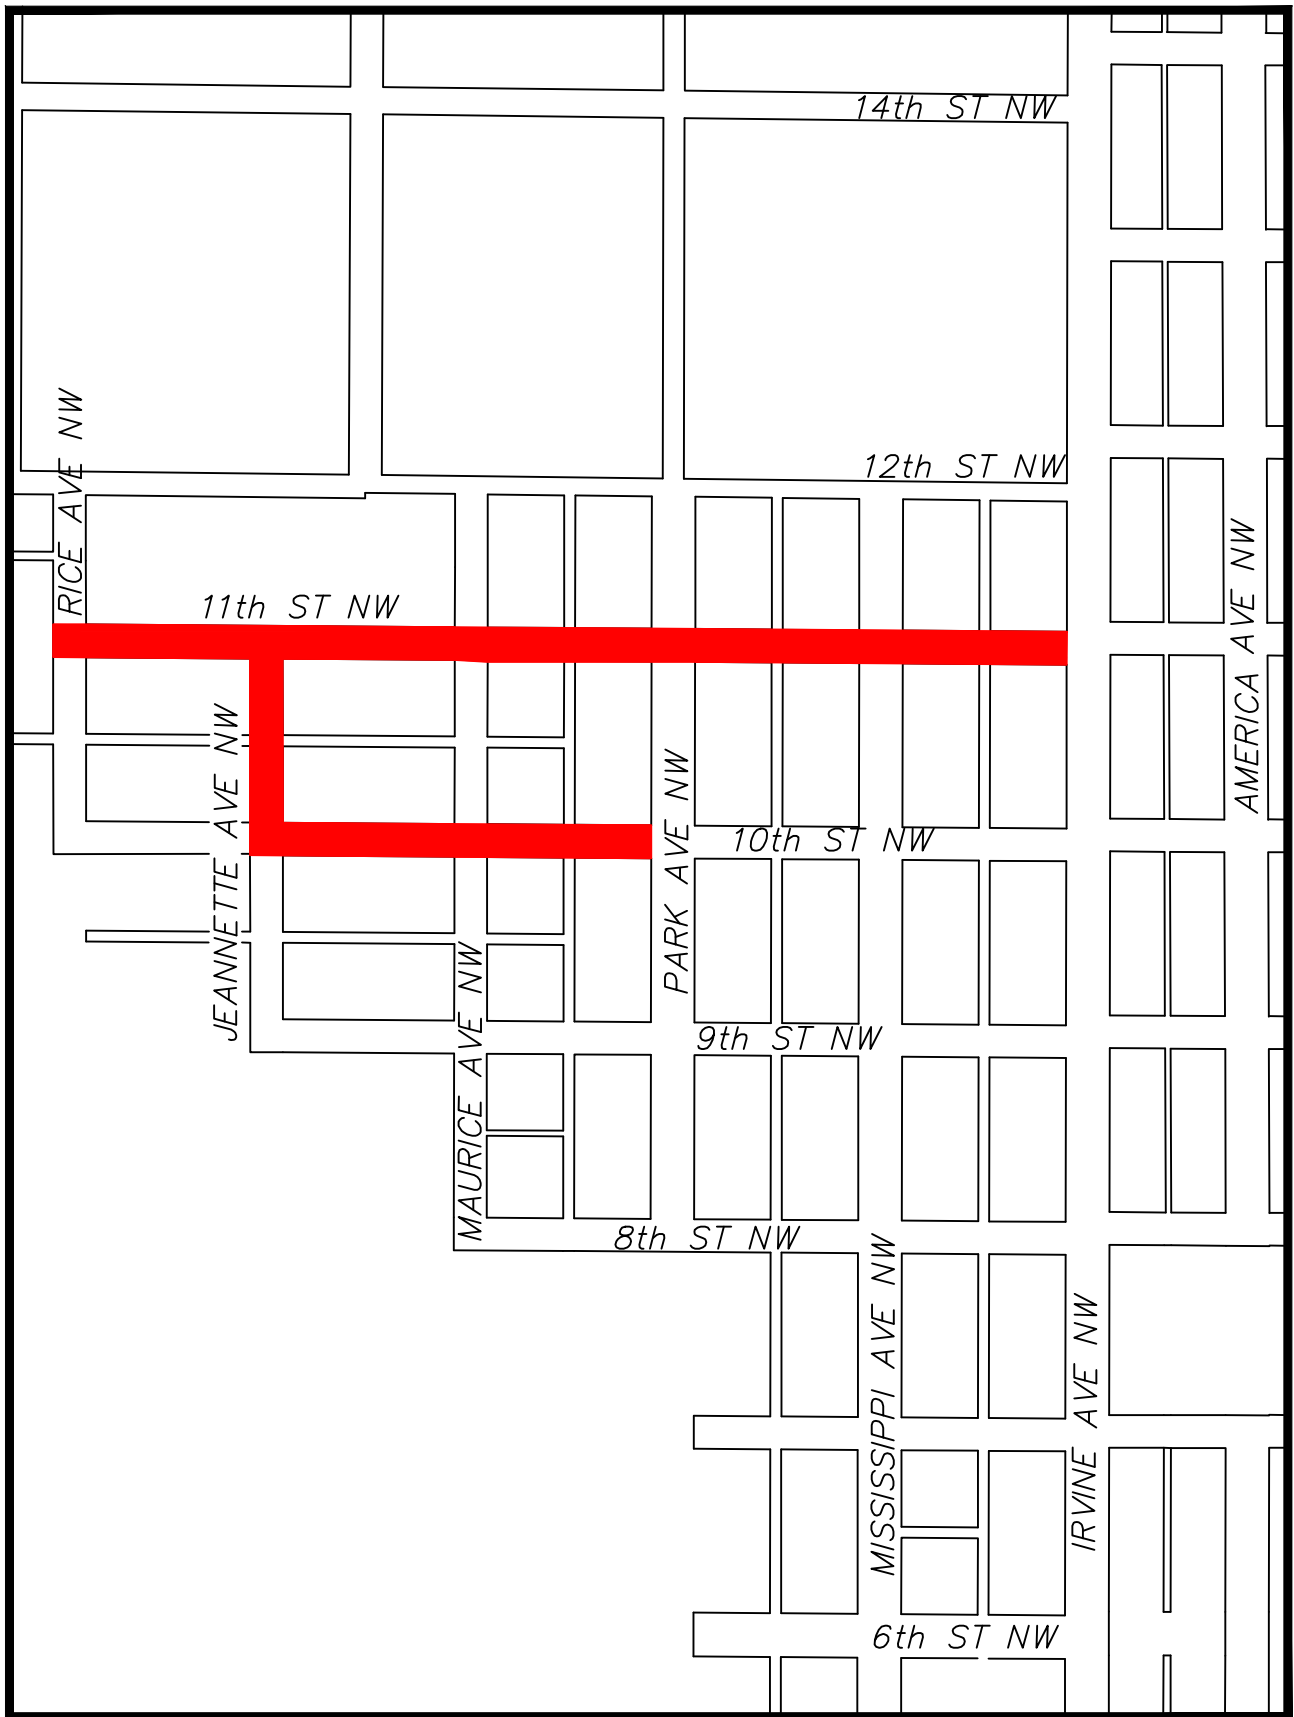 14th ST NW
12th ST NW
RICE AVE NW
11th ST NW
AMERICA AVE NW
JEANNETTE AVE NW
PARK AVE NW
10th ST NW
MAURICE AVE NW
9th ST NW
8th ST NW
MISSISSIPPI AVE NW
IRVINE AVE NW
6th ST NW